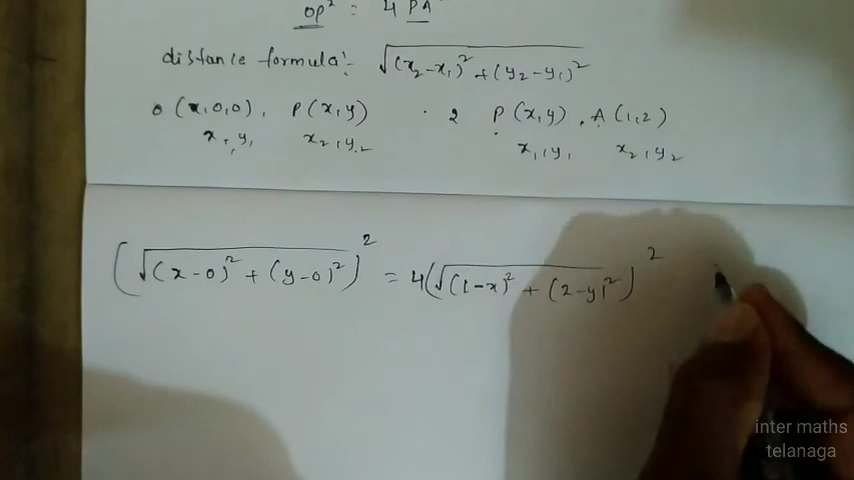 OP² = 4 PA
distance formula:- √(x₂-x₁)² + (y₂-y₁)²
o (x,0,0), P(x,y) · 2 P(x,y), A(1,2)
x, y₁ x₂, y₂ x₁, y₁ x₂, y₂
(√(x-0)² + (y-0)²)² = 4(√(1-x)² + (2-y)²)²
inter maths
telanaga